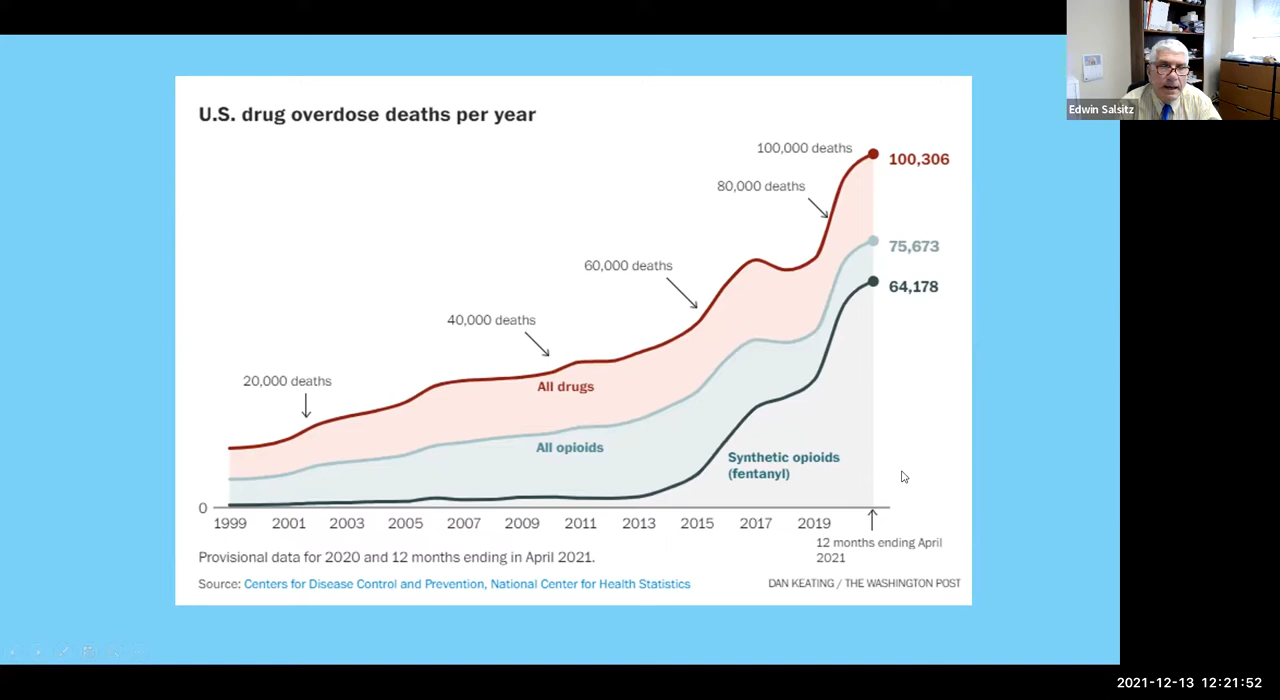 Edwin Salsitz
U.S. drug overdose deaths per year
100,000 deaths
100,306
80,000 deaths
75,673
60,000 deaths
64,178
40,000 deaths
20,000 deaths
All drugs
All opioids
Synthetic opioids
(fentanyl)
0
1999 2001 2003 2005 2007 2009 2011 2013 2015 2017 2019
12 months ending April
2021
Provisional data for 2020 and 12 months ending in April 2021.
Source: Centers for Disease Control and Prevention, National Center for Health Statistics
DAN KEATING / THE WASHINGTON POST
2021-12-13 12:21:52